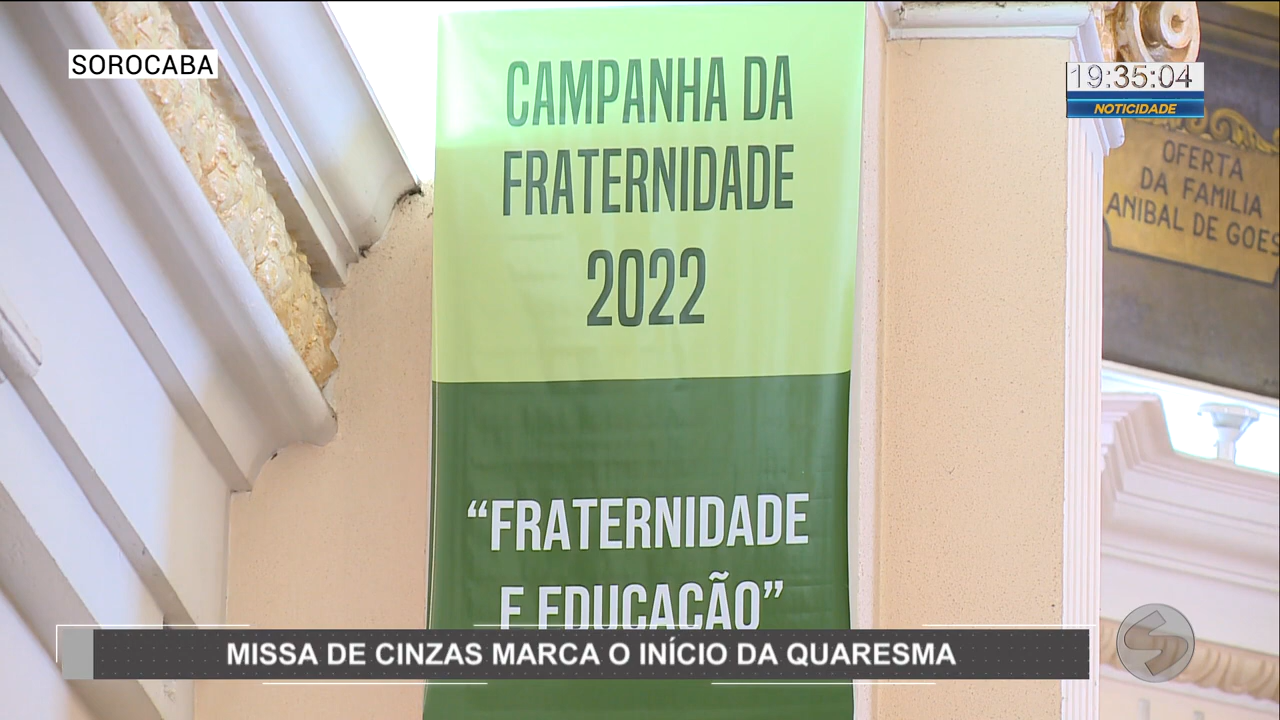 SOROCABA
19:35:04
NOTICIDADE
CAMPANHA DA
FRATERNIDADE
2022
OFERTA
DA FAMILIA
ANIBAL DE GOES
“FRATERNIDADE
E EDUCAÇÃO”
MISSA DE CINZAS MARCA O INÍCIO DA QUARESMA